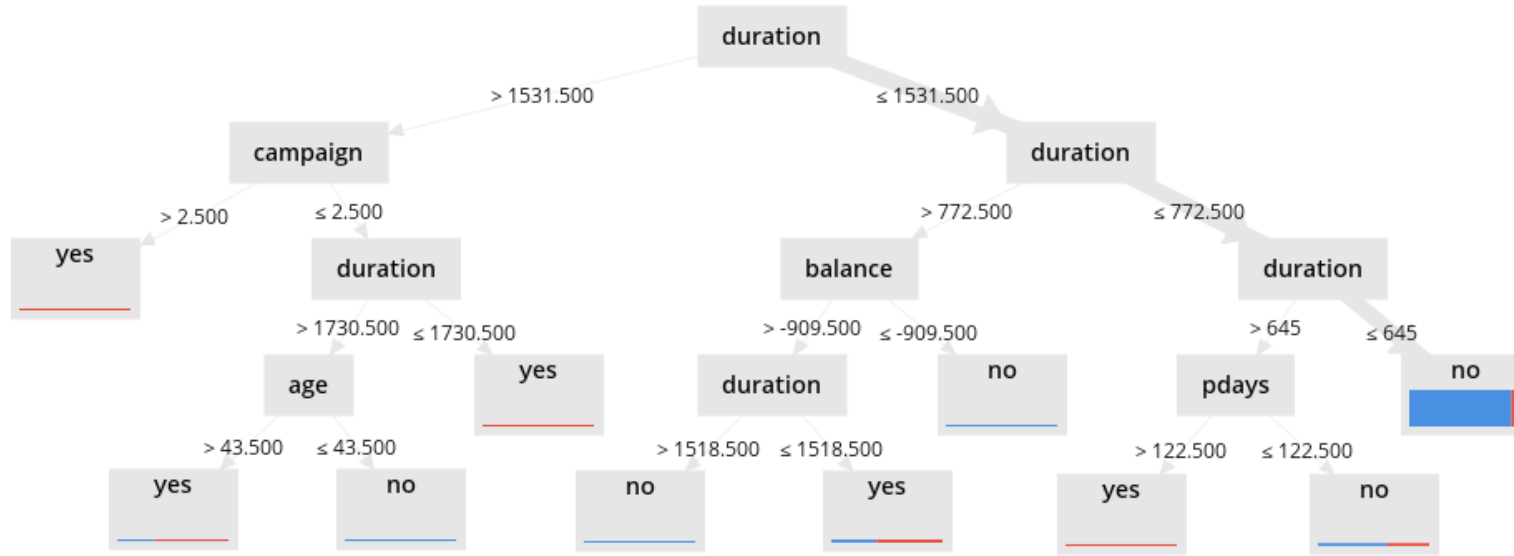 duration
> 1531.500
≤ 1531.500
campaign
duration
> 2.500
≤ 2.500
> 772.500
≤ 772.500
yes
duration
balance
duration
> 1730.500
≤ 1730.500
> -909.500
≤ -909.500
> 645
≤ 645
age
yes
duration
no
pdays
no
> 43.500
≤ 43.500
> 1518.500
≤ 1518.500
> 122.500
≤ 122.500
yes
no
no
yes
yes
no